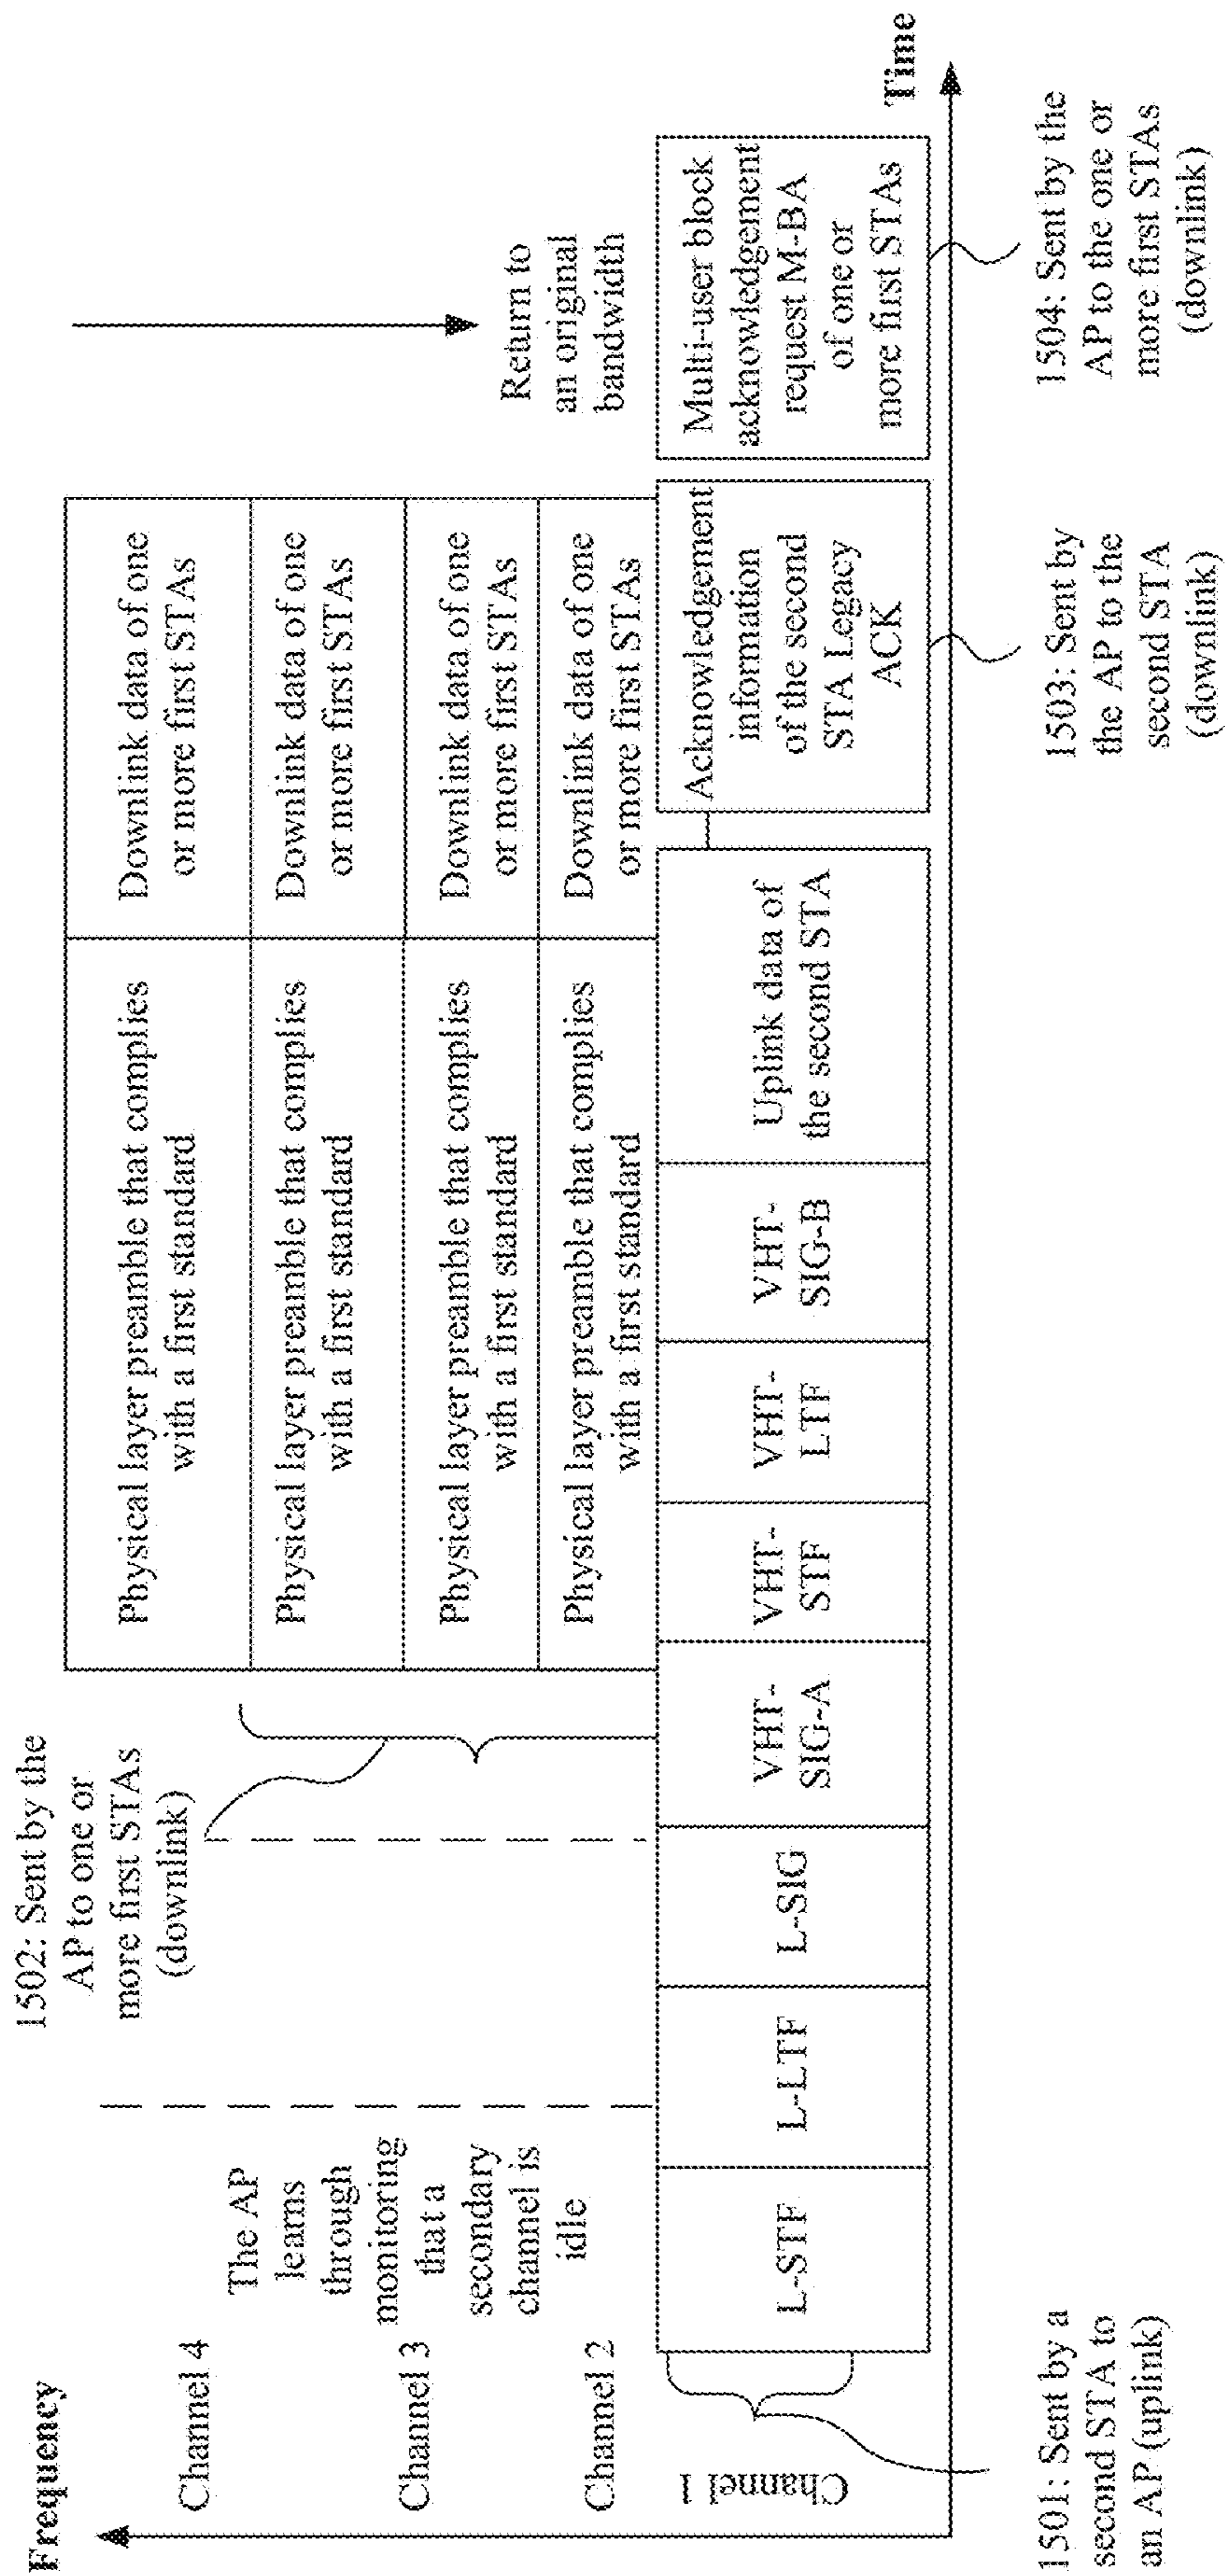 Frequency
Channel 4
Channel 3
Channel 2
Channel 1
The AP
learns
through
monitoring
that a
secondary
channel is
idle
1502: Sent by the
AP to one or
more first STAs
(downlink)
Physical layer preamble that complies
with a first standard
Downlink data of one
or more first STAs
Physical layer preamble that complies
with a first standard
Downlink data of one
or more first STAs
Physical layer preamble that complies
with a first standard
Downlink data of one
or more first STAs
Physical layer preamble that complies
with a first standard
Downlink data of one
or more first STAs
Return to
an original
bandwidth
L-STF
L-LTF
L-SIG
VHT-
SIG-A
VHT-
STF
VHT-
LTF
VHT-
SIG-B
Uplink data of
the second STA
Acknowledgement
information
of the second
STA Legacy
ACK
Multi-user block
acknowledgement
request M-BA
of one or
more first STAs
Time
1501: Sent by a
second STA to
an AP (uplink)
1503: Sent by
the AP to the
second STA
(downlink)
1504: Sent by the
AP to the one or
more first STAs
(downlink)